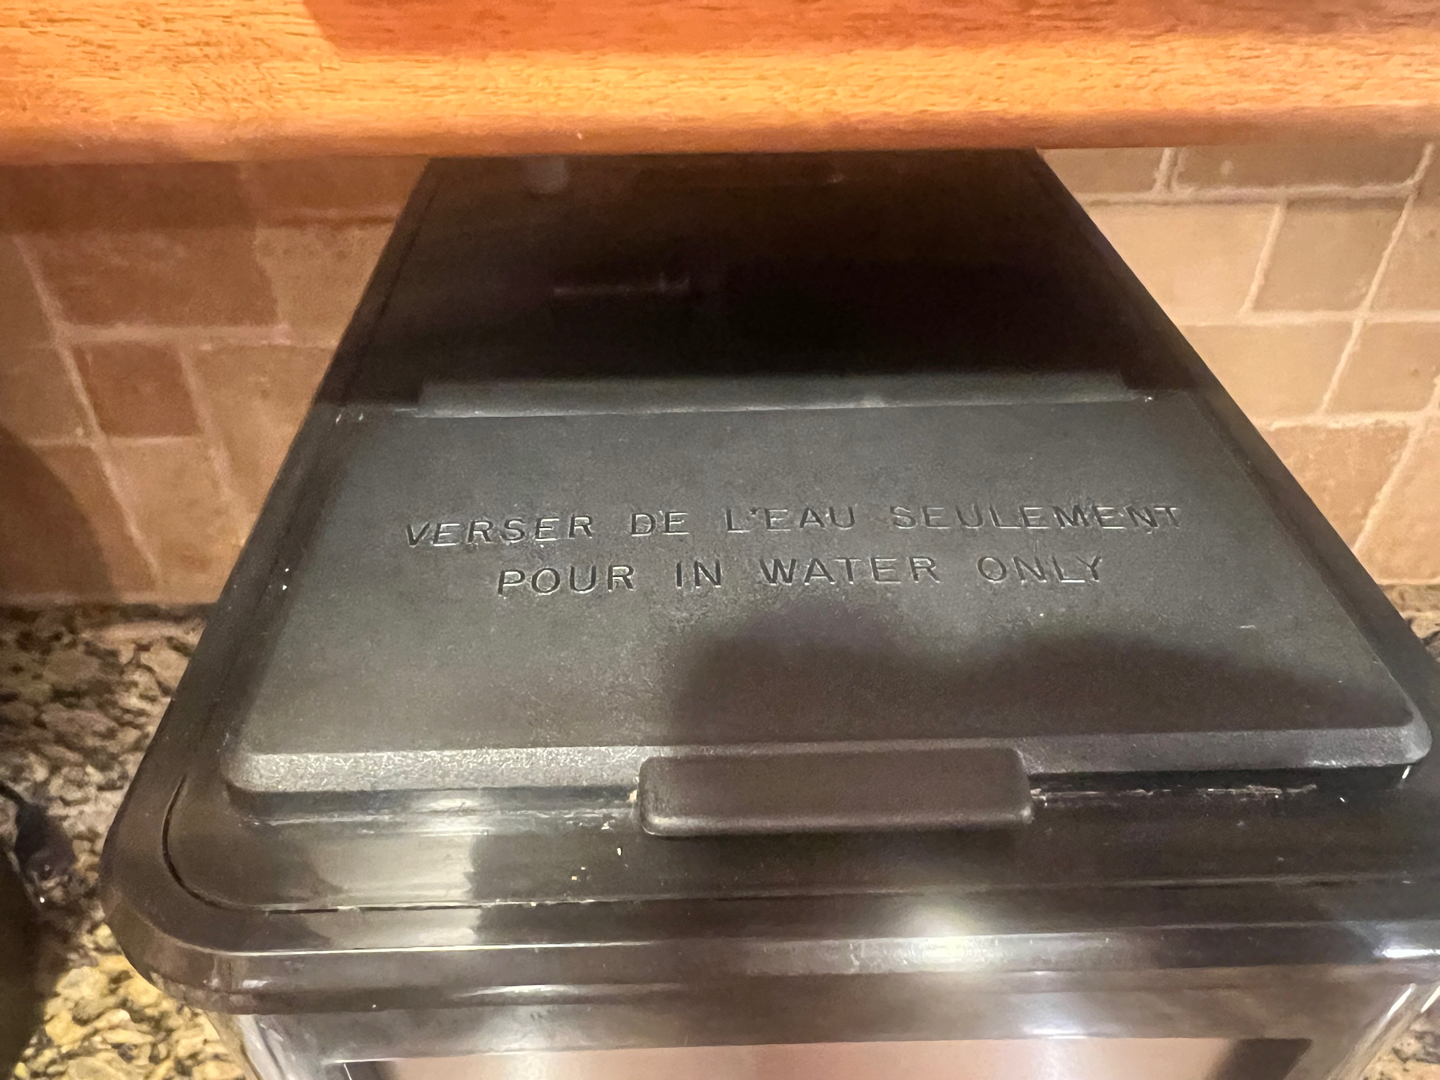 VERSER DE L'EAU SEULEMENT
POUR IN WATER ONLY